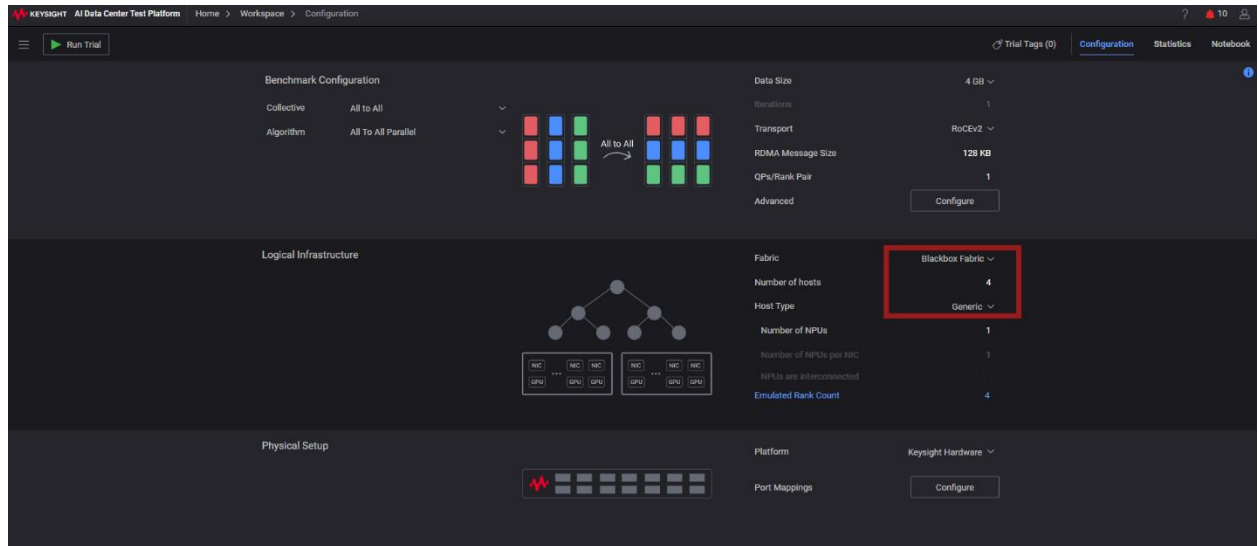 KEYSIGHT AI Data Center Test Platform Home > Workspace > Configuration ? 10
Run Trial Trial Tags (0) Configuration Statistics Notebook
Benchmark Configuration
Collective All to All
Algorithm All To All Parallel
All to All
Data Size 4 GB
Iterations 1
Transport RoCEv2
RDMA Message Size 128 KB
QPs/Rank Pair 1
Advanced Configure
Logical Infrastructure
NIC ... NIC NIC NIC ... NIC NIC
GPU GPU GPU GPU GPU GPU
Fabric Blackbox Fabric
Number of hosts 4
Host Type Generic
Number of NPUs 1
Number of NPUs per NIC 1
NPUs are interconnected
Emulated Rank Count 4
Physical Setup
Platform Keysight Hardware
Port Mappings Configure